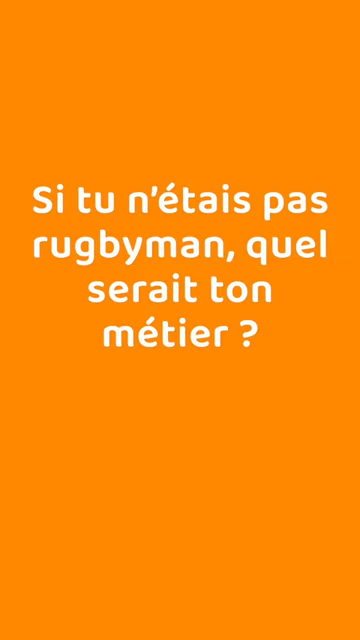 Si tu n’étais pas
rugbyman, quel
serait ton
métier ?